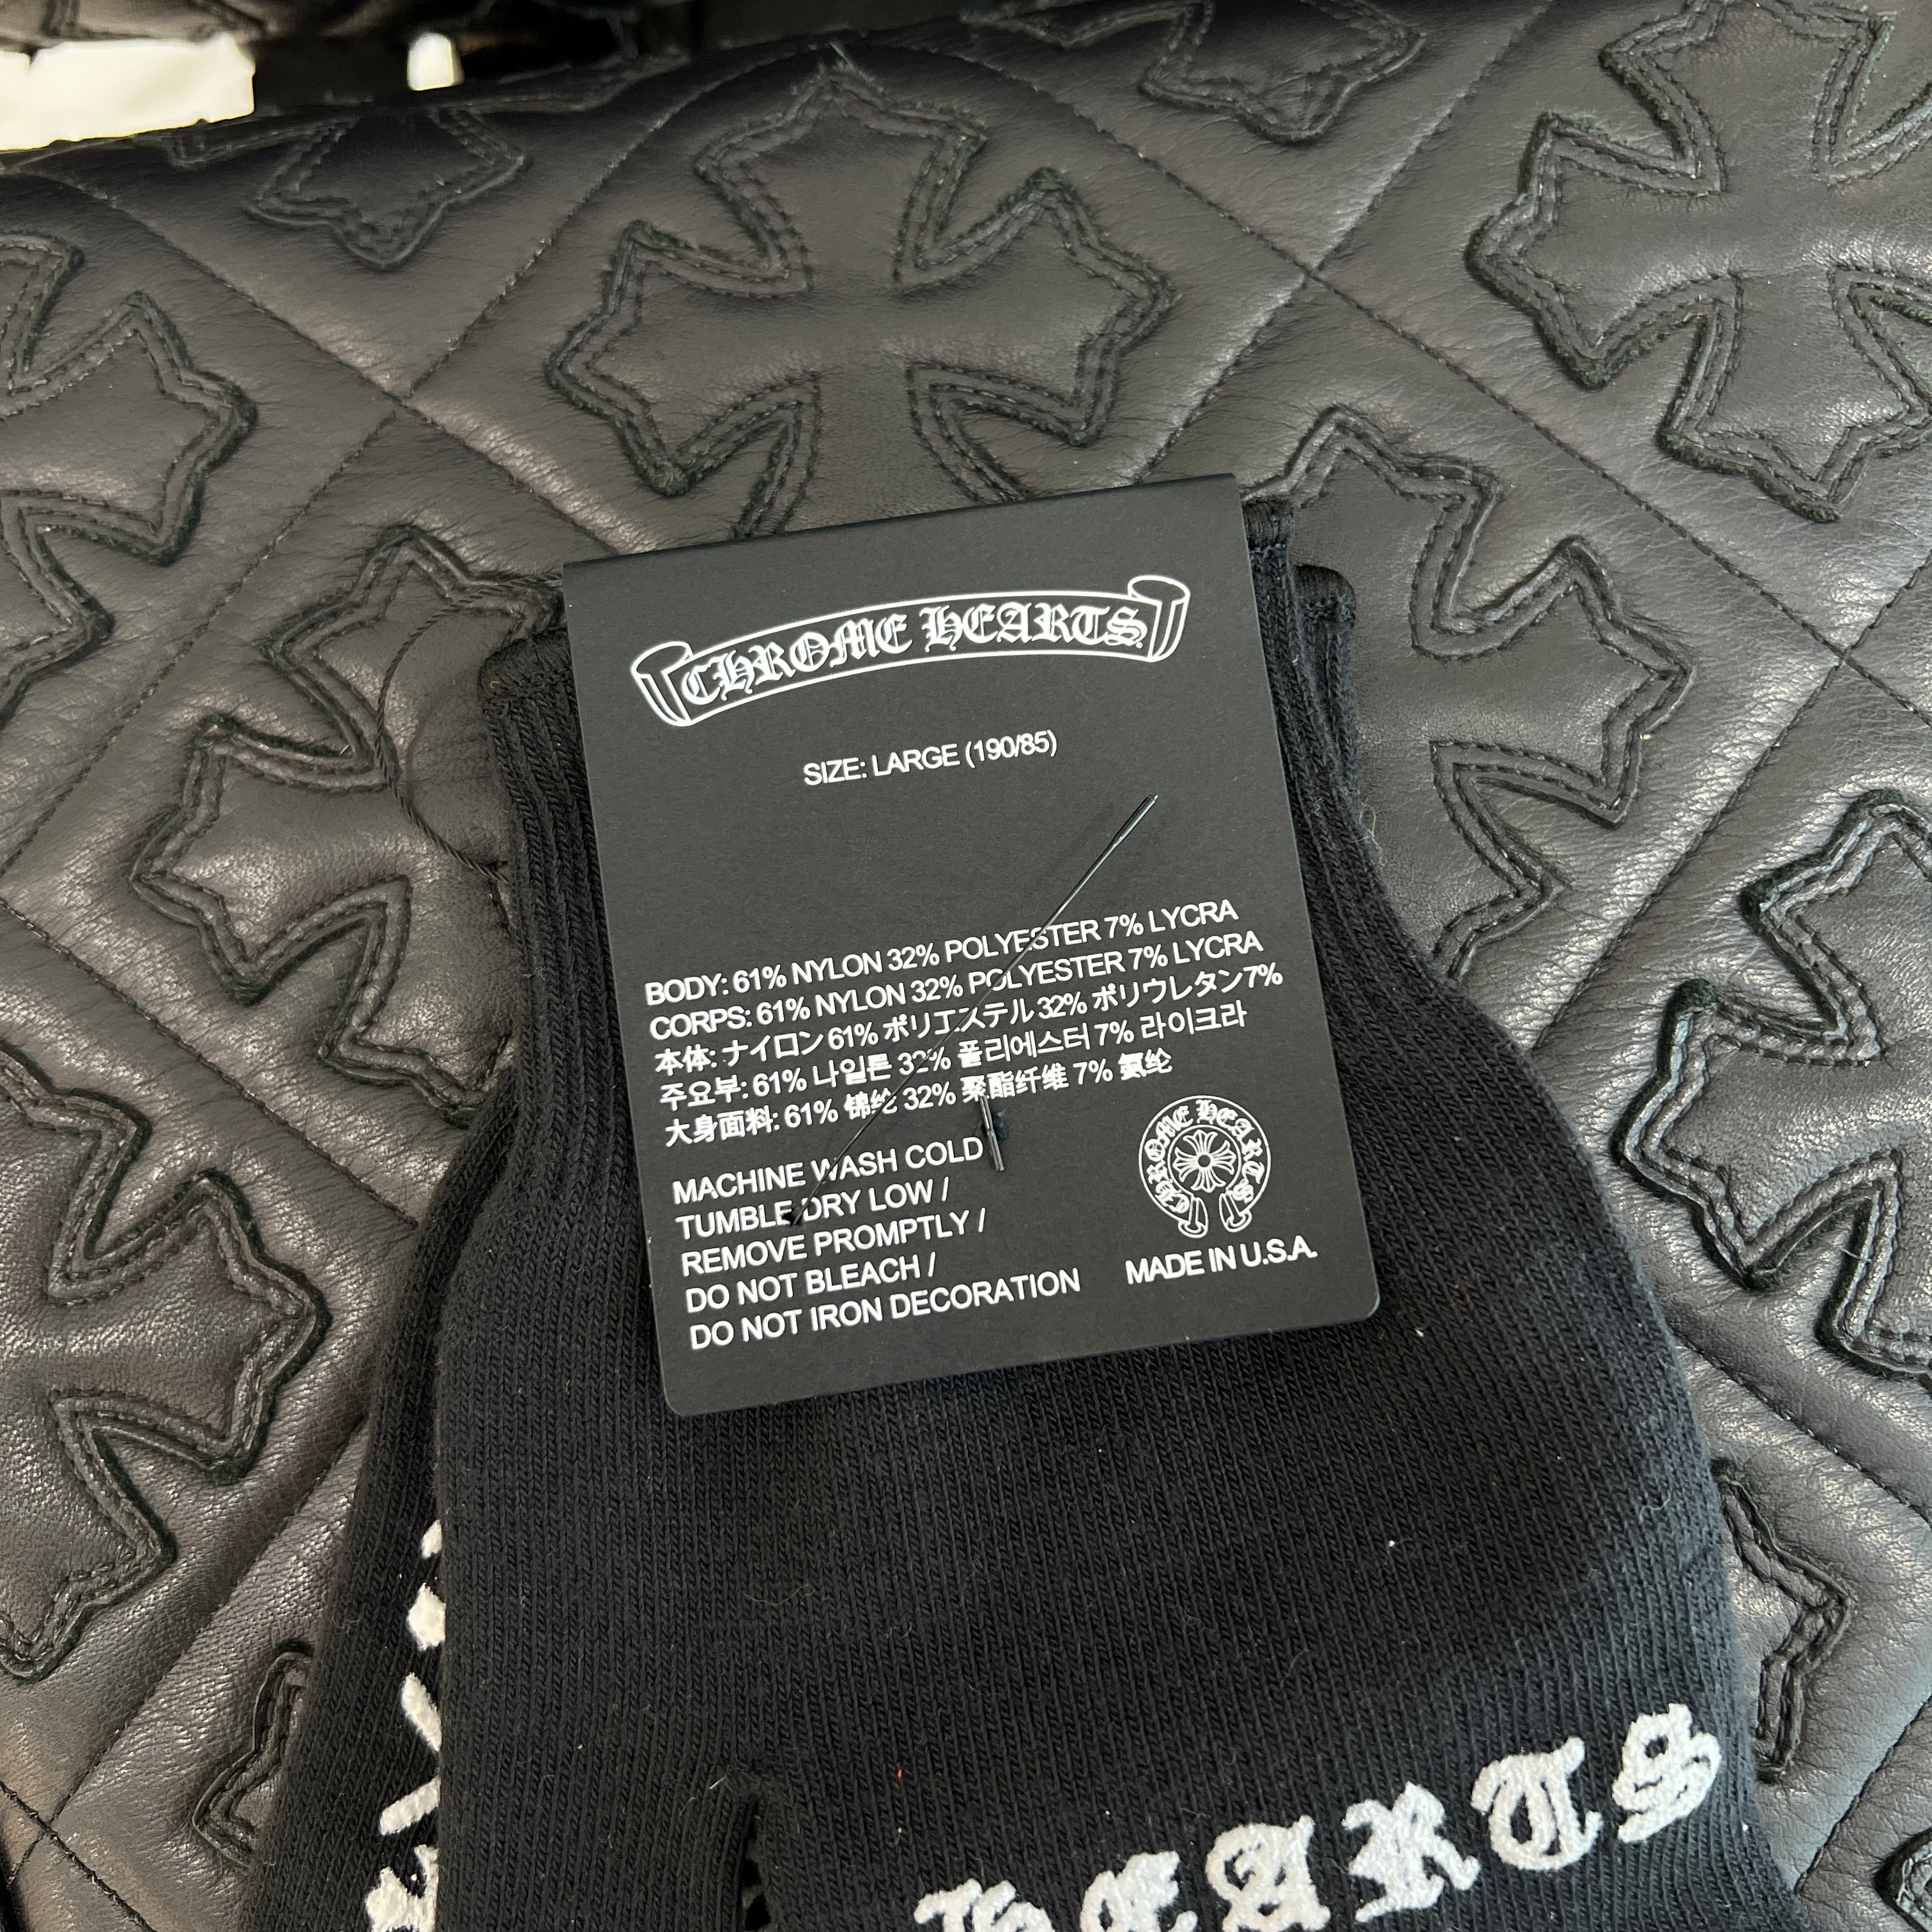 CHROME HEARTS
SIZE: LARGE (190/85)
BODY: 61% NYLON 32% POLYESTER 7% LYCRA
CORPS: 61% NYLON 32% POLYESTER 7% LYCRA
本体: ナイロン 61% ポリエステル 32% ポリウレタン7%
주요부: 61% 나일론 32% 폴리에스터 7% 라이크라
大身面料: 61% 锦纶 32% 聚酯纤维 7% 氨纶
MACHINE WASH COLD
TUMBLE DRY LOW /
REMOVE PROMPTLY /
DO NOT BLEACH /
DO NOT IRON DECORATION
CHROME HEARTS
MADE IN U.S.A.
HEARTS